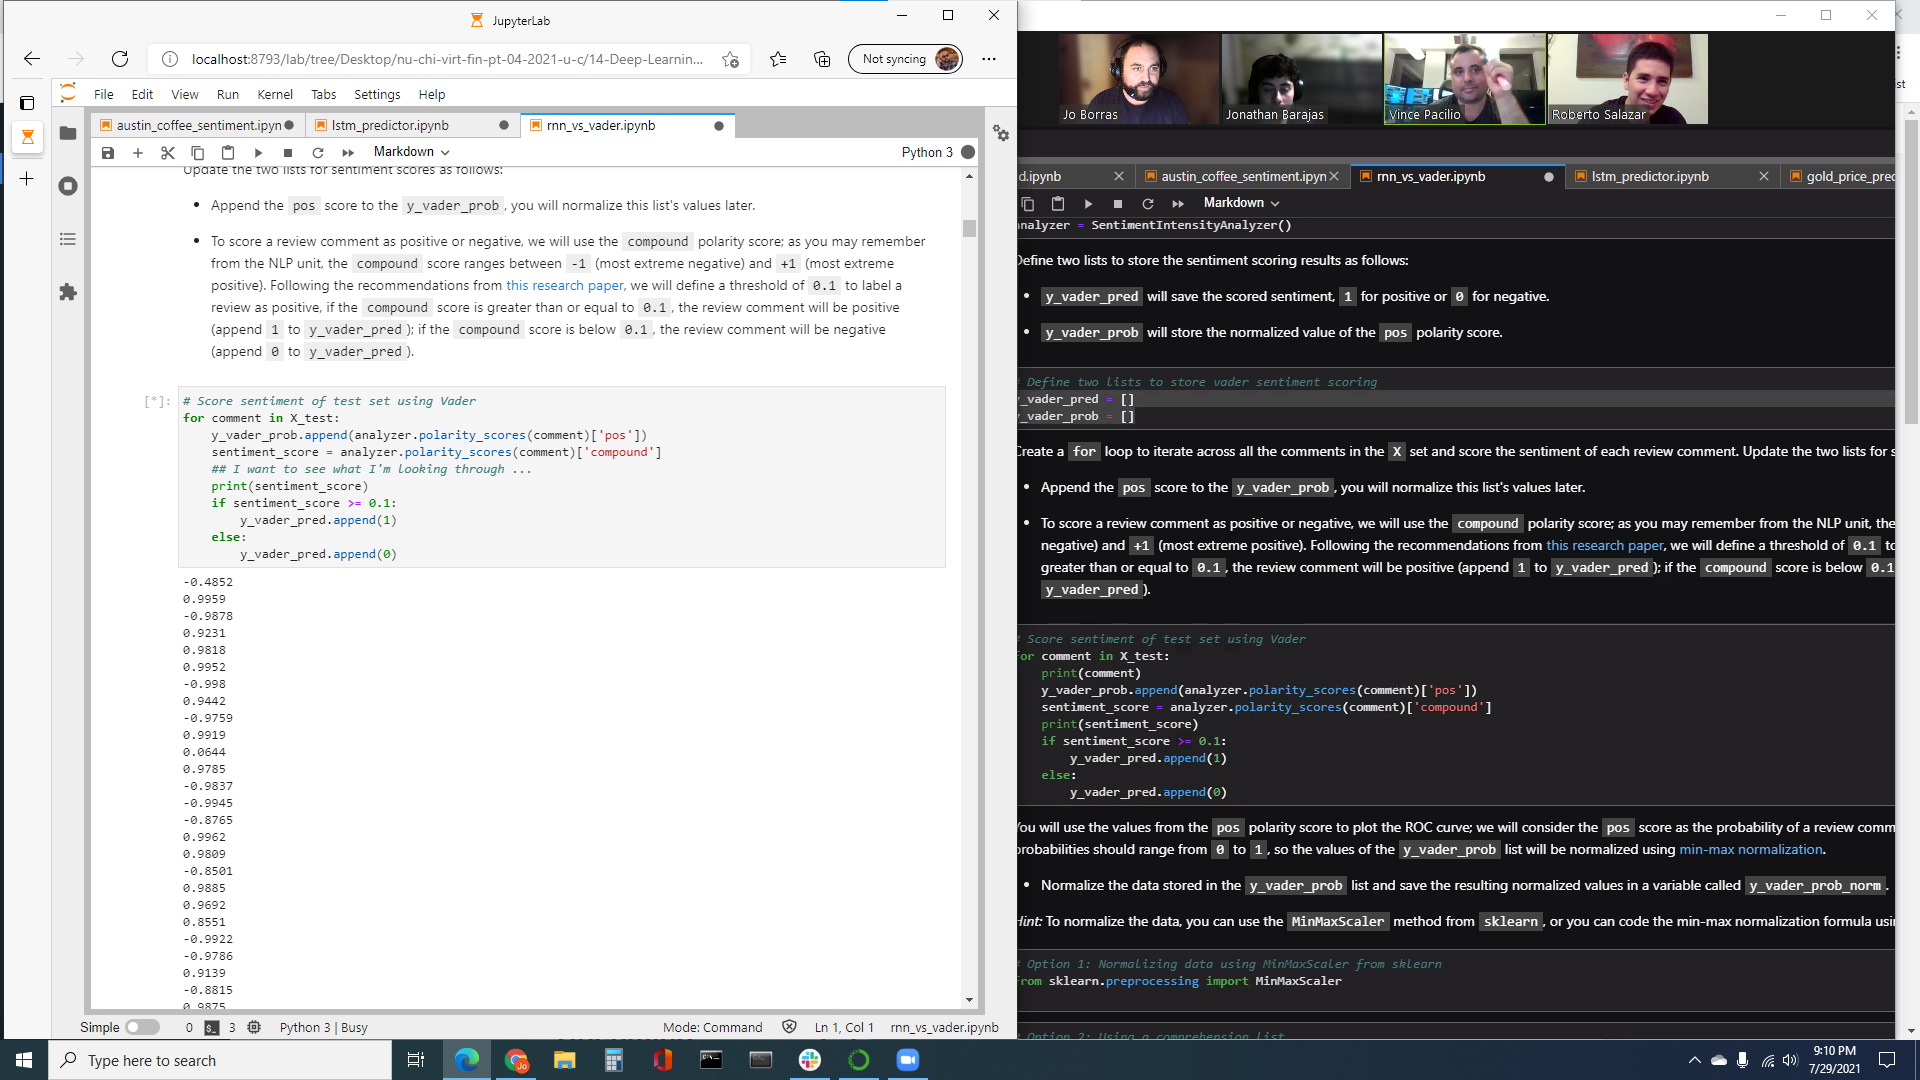 JupyterLab
localhost:8793/lab/tree/Desktop/nu-chi-virt-fin-pt-04-2021-u-c/14-Deep-Learnin...
Not syncing
File Edit View Run Kernel Tabs Settings Help
austin_coffee_sentiment.ipyn
lstm_predictor.ipynb
rnn_vs_vader.ipynb
Markdown
Python 3
Update the two lists for sentiment scores as follows:
• Append the pos score to the y_vader_prob , you will normalize this list's values later.
• To score a review comment as positive or negative, we will use the compound polarity score; as you may remember
from the NLP unit, the compound score ranges between -1 (most extreme negative) and +1 (most extreme
positive). Following the recommendations from this research paper, we will define a threshold of 0.1 to label a
review as positive, if the compound score is greater than or equal to 0.1 , the review comment will be positive
(append 1 to y_vader_pred ); if the compound score is below 0.1 , the review comment will be negative
(append 0 to y_vader_pred ).
[*]:
# Score sentiment of test set using Vader
for comment in X_test:
    y_vader_prob.append(analyzer.polarity_scores(comment)['pos'])
    sentiment_score = analyzer.polarity_scores(comment)['compound']
    ## I want to see what I'm looking through ...
    print(sentiment_score)
    if sentiment_score >= 0.1:
        y_vader_pred.append(1)
    else:
        y_vader_pred.append(0)
-0.4852
0.9959
-0.9878
0.9231
0.9818
0.9952
-0.998
0.9442
-0.9759
0.9919
0.0644
0.9785
-0.9837
-0.9945
-0.8765
0.9962
0.9809
-0.8501
0.9885
0.9692
0.8551
-0.9922
-0.9786
0.9139
-0.8815
0.9875
Simple 0 3 Python 3 | Busy Mode: Command Ln 1, Col 1 rnn_vs_vader.ipynb
Jo Borras
Jonathan Barajas
Vince Pacilio
Roberto Salazar
d.ipynb
austin_coffee_sentiment.ipyn
rnn_vs_vader.ipynb
lstm_predictor.ipynb
gold_price_pred
Markdown
analyzer = SentimentIntensityAnalyzer()
Define two lists to store the sentiment scoring results as follows:
• y_vader_pred will save the scored sentiment, 1 for positive or 0 for negative.
• y_vader_prob will store the normalized value of the pos polarity score.
# Define two lists to store vader sentiment scoring
y_vader_pred = []
y_vader_prob = []
Create a for loop to iterate across all the comments in the X set and score the sentiment of each review comment. Update the two lists for s
• Append the pos score to the y_vader_prob , you will normalize this list's values later.
• To score a review comment as positive or negative, we will use the compound polarity score; as you may remember from the NLP unit, the
negative) and +1 (most extreme positive). Following the recommendations from this research paper, we will define a threshold of 0.1 to
greater than or equal to 0.1 , the review comment will be positive (append 1 to y_vader_pred ); if the compound score is below 0.1
y_vader_pred ).
# Score sentiment of test set using Vader
for comment in X_test:
    print(comment)
    y_vader_prob.append(analyzer.polarity_scores(comment)['pos'])
    sentiment_score = analyzer.polarity_scores(comment)['compound']
    print(sentiment_score)
    if sentiment_score >= 0.1:
        y_vader_pred.append(1)
    else:
        y_vader_pred.append(0)
You will use the values from the pos polarity score to plot the ROC curve; we will consider the pos score as the probability of a review comm
probabilities should range from 0 to 1 , so the values of the y_vader_prob list will be normalized using min-max normalization.
• Normalize the data stored in the y_vader_prob list and save the resulting normalized values in a variable called y_vader_prob_norm .
Hint: To normalize the data, you can use the MinMaxScaler method from sklearn , or you can code the min-max normalization formula usi
# Option 1: Normalizing data using MinMaxScaler from sklearn
from sklearn.preprocessing import MinMaxScaler
# Option 2: Using a comprehension list
Type here to search
9:10 PM
7/29/2021